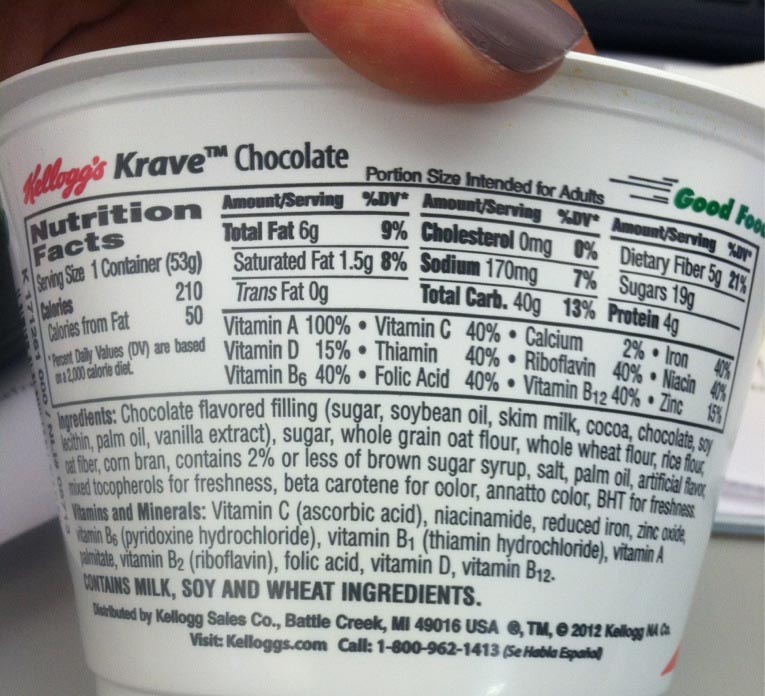 Kellogg's Krave™ Chocolate
Portion Size Intended for Adults
Good Food
Nutrition Facts
Serving Size 1 Container (53g)
Calories 210
Calories from Fat 50
*Percent Daily Values (DV) are based
on a 2,000 calorie diet.
Amount/Serving %DV*
Total Fat 6g 9%
Saturated Fat 1.5g 8%
Trans Fat 0g
Amount/Serving %DV*
Cholesterol 0mg 0%
Sodium 170mg 7%
Total Carb. 40g 13%
Amount/Serving %DV*
Dietary Fiber 5g 21%
Sugars 19g
Protein 4g
Vitamin A 100% • Vitamin C 40% • Calcium 2% • Iron 40%
Vitamin D 15% • Thiamin 40% • Riboflavin 40% • Niacin 40%
Vitamin B6 40% • Folic Acid 40% • Vitamin B12 40% • Zinc 15%
Ingredients: Chocolate flavored filling (sugar, soybean oil, skim milk, cocoa, chocolate, soy
lecithin, palm oil, vanilla extract), sugar, whole grain oat flour, whole wheat flour, rice flour,
oat fiber, corn bran, contains 2% or less of brown sugar syrup, salt, palm oil, artificial flavor,
mixed tocopherols for freshness, beta carotene for color, annatto color, BHT for freshness.
Vitamins and Minerals: Vitamin C (ascorbic acid), niacinamide, reduced iron, zinc oxide,
vitamin B6 (pyridoxine hydrochloride), vitamin B1 (thiamin hydrochloride), vitamin A
palmitate, vitamin B2 (riboflavin), folic acid, vitamin D, vitamin B12.
CONTAINS MILK, SOY AND WHEAT INGREDIENTS.
Distributed by Kellogg Sales Co., Battle Creek, MI 49016 USA ®, TM, © 2012 Kellogg NA Co.
Visit: Kelloggs.com Call: 1-800-962-1413 (Se Habla Español)